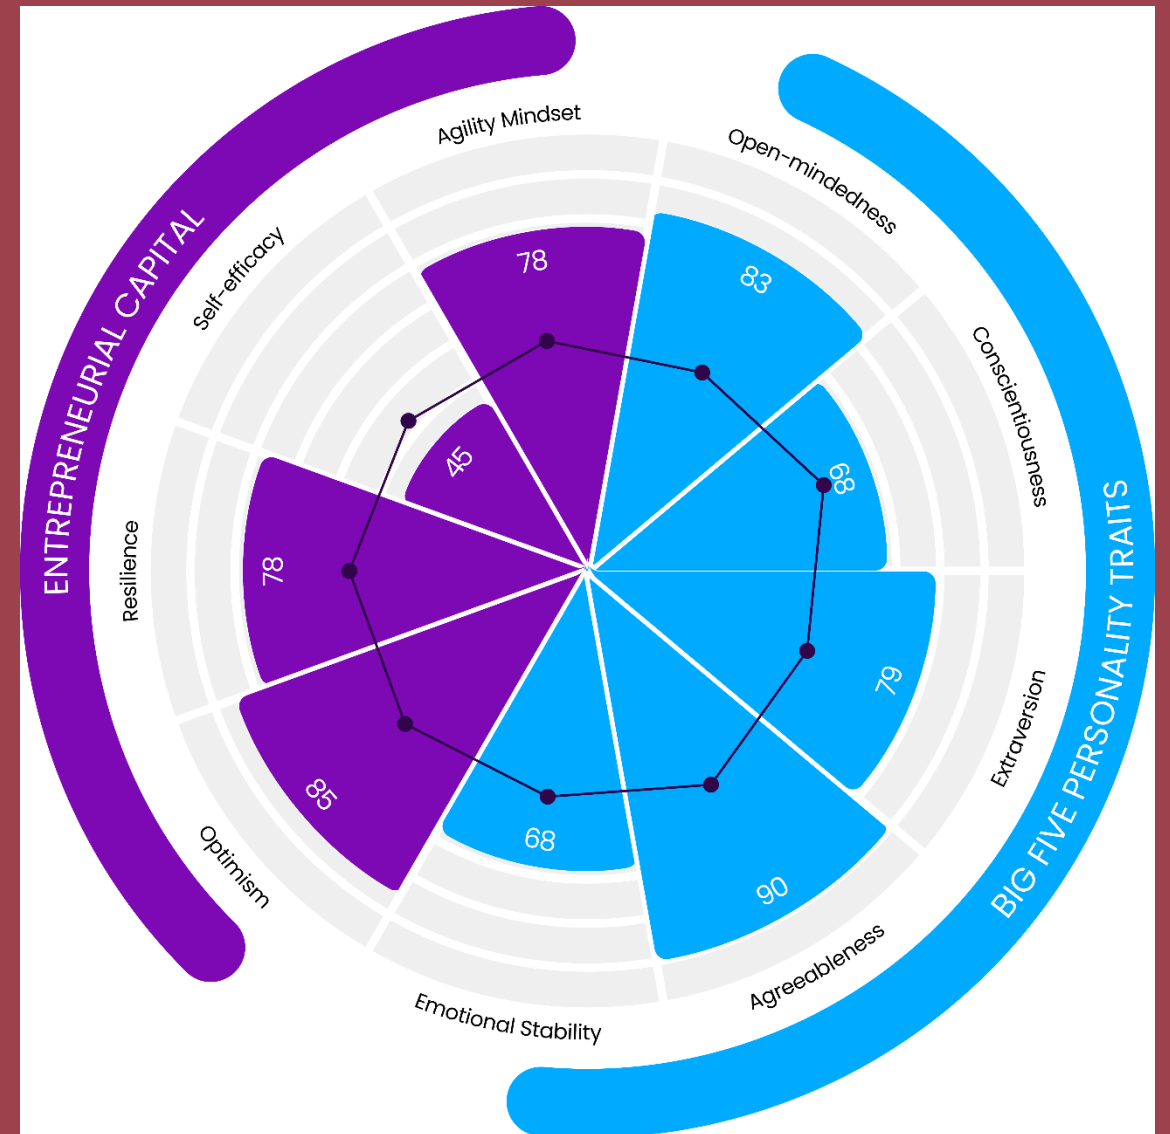 ENTREPRENEURIAL CAPITAL
Agility Mindset
78
Self-efficacy
45
Resilience
78
Optimism
85
BIG FIVE PERSONALITY TRAITS
Open-mindedness
83
Conscientiousness
68
Extraversion
79
Agreeableness
90
Emotional Stability
68